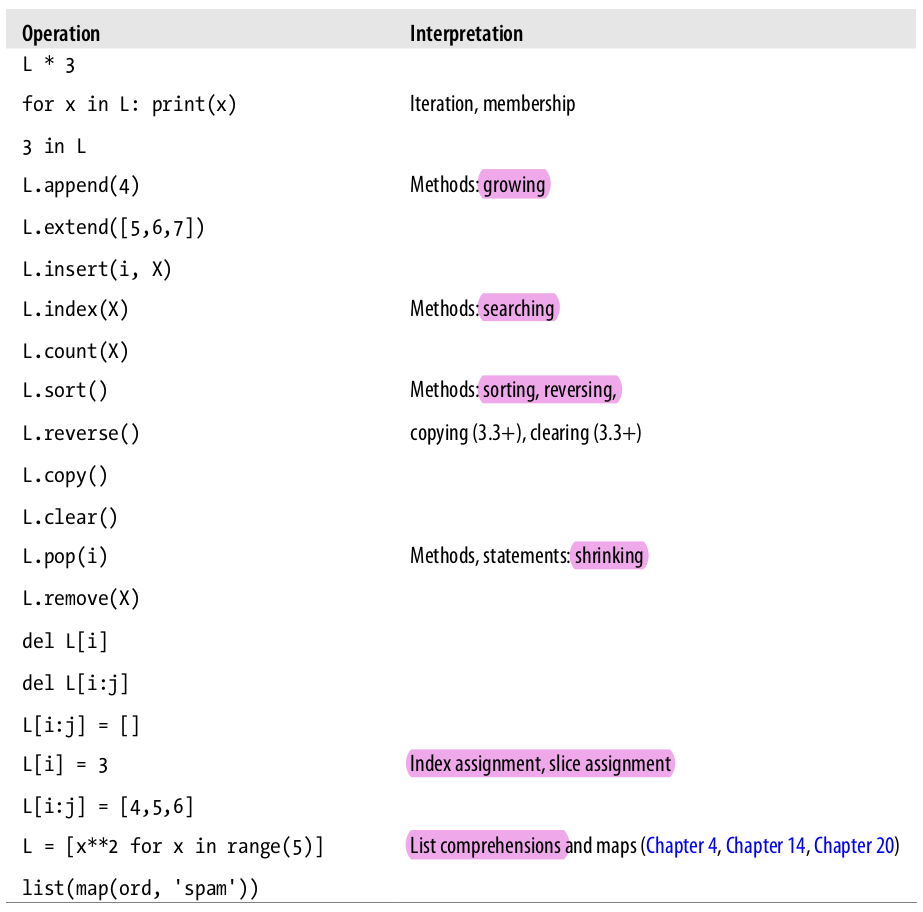 Operation Interpretation
L * 3
for x in L: print(x) Iteration, membership
3 in L
L.append(4) Methods: growing
L.extend([5,6,7])
L.insert(i, X)
L.index(X) Methods: searching
L.count(X)
L.sort() Methods: sorting, reversing,
L.reverse() copying (3.3+), clearing (3.3+)
L.copy()
L.clear()
L.pop(i) Methods, statements: shrinking
L.remove(X)
del L[i]
del L[i:j]
L[i:j] = []
L[i] = 3 Index assignment, slice assignment
L[i:j] = [4,5,6]
L = [x**2 for x in range(5)] List comprehensions and maps (Chapter 4, Chapter 14, Chapter 20)
list(map(ord, 'spam'))